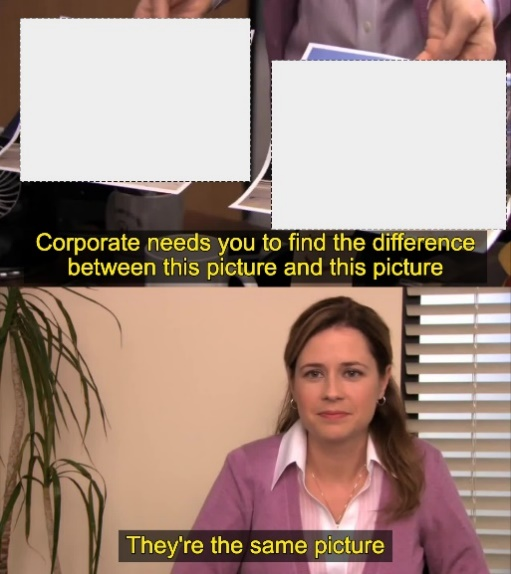 Corporate needs you to find the difference
between this picture and this picture
They're the same picture